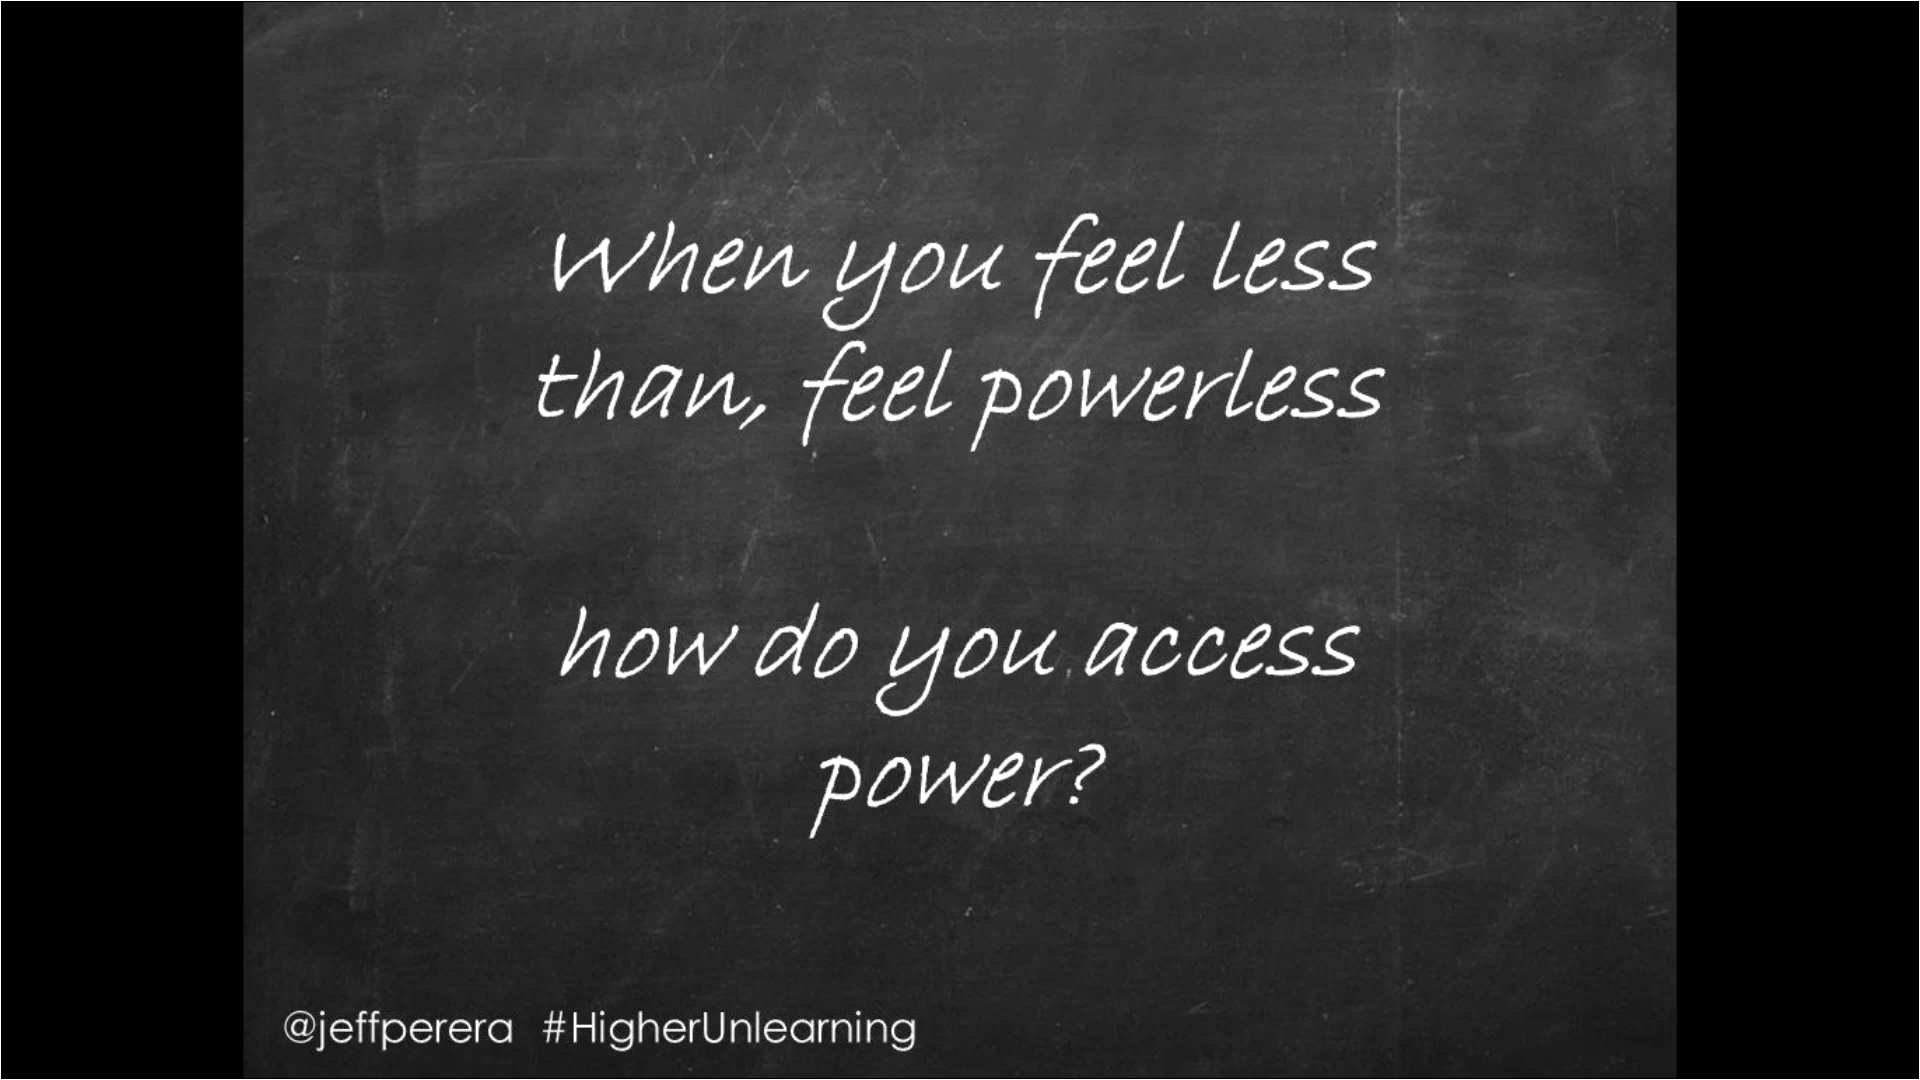 When you feel less
than, feel powerless
how do you access
power?
@jeffperera #HigherUnlearning